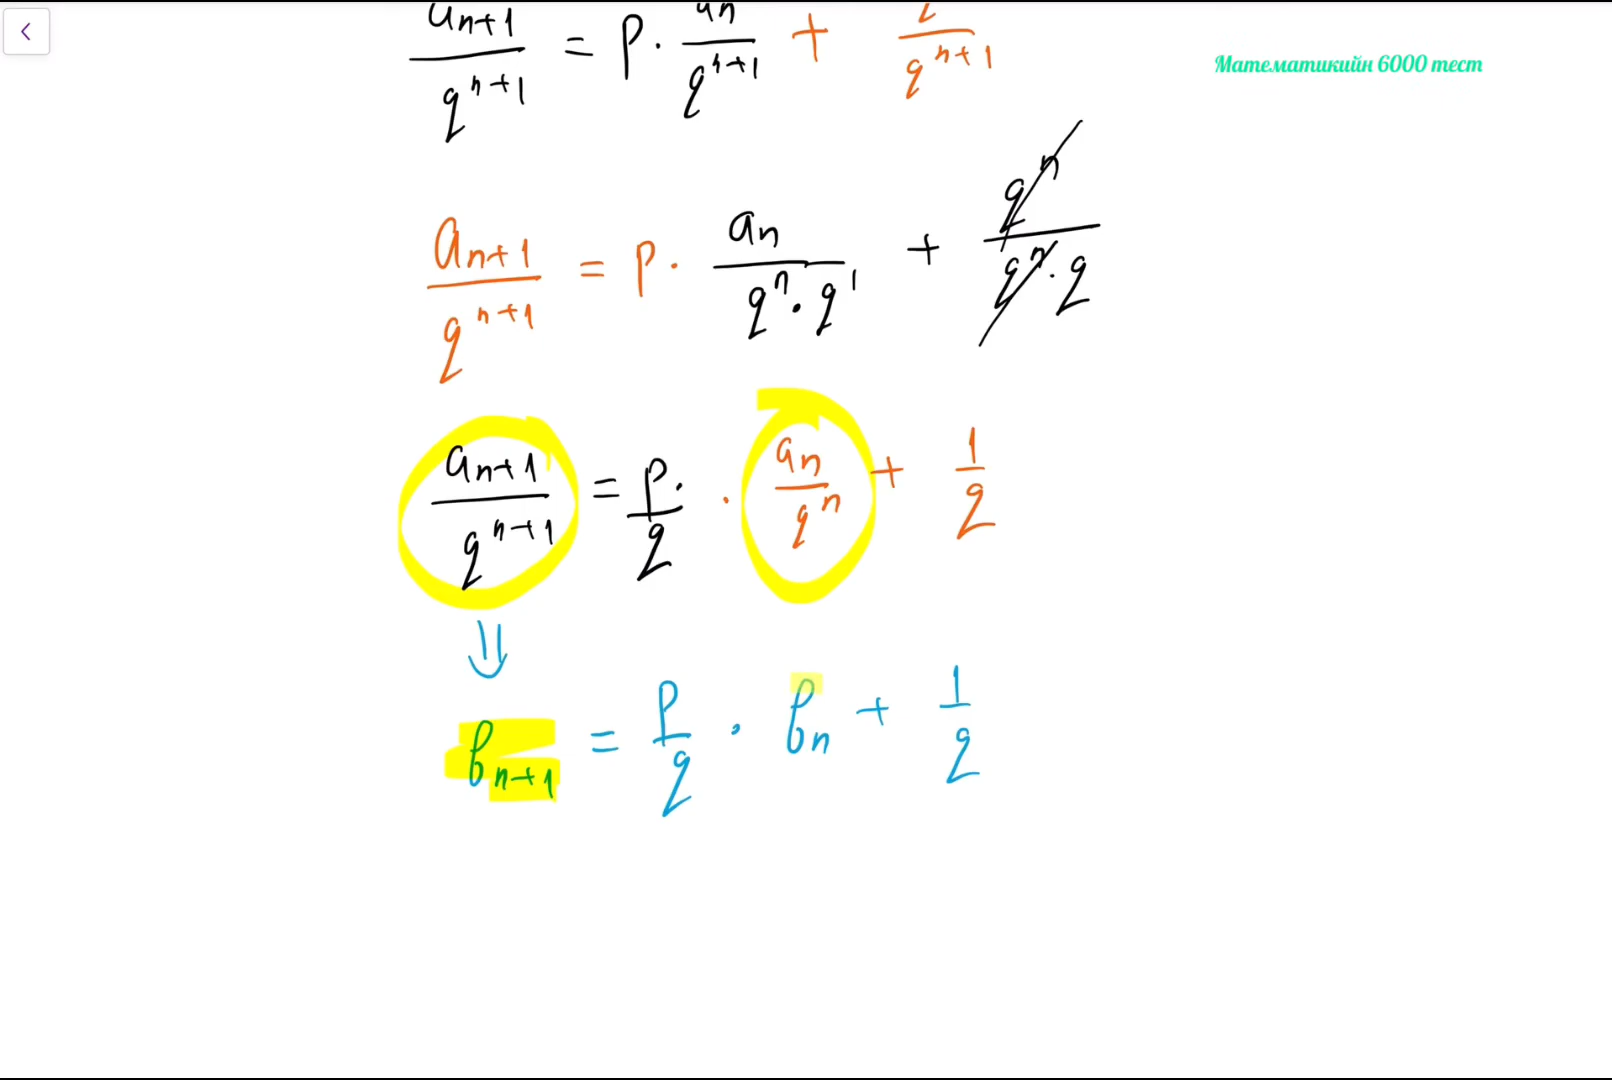 Математикийн 6000 тест
a_{n+1} / q^{n+1} = p · a_n / q^{n+1} + / q^{n+1}
a_{n+1} / q^{n+1} = p · a_n / q^n · q^1 + q^n / q^n · q
a_{n+1} / q^{n+1} = p. / q · a_n / q^n + 1 / q
⇓
b_{n+1} = p / q · b_n + 1 / q